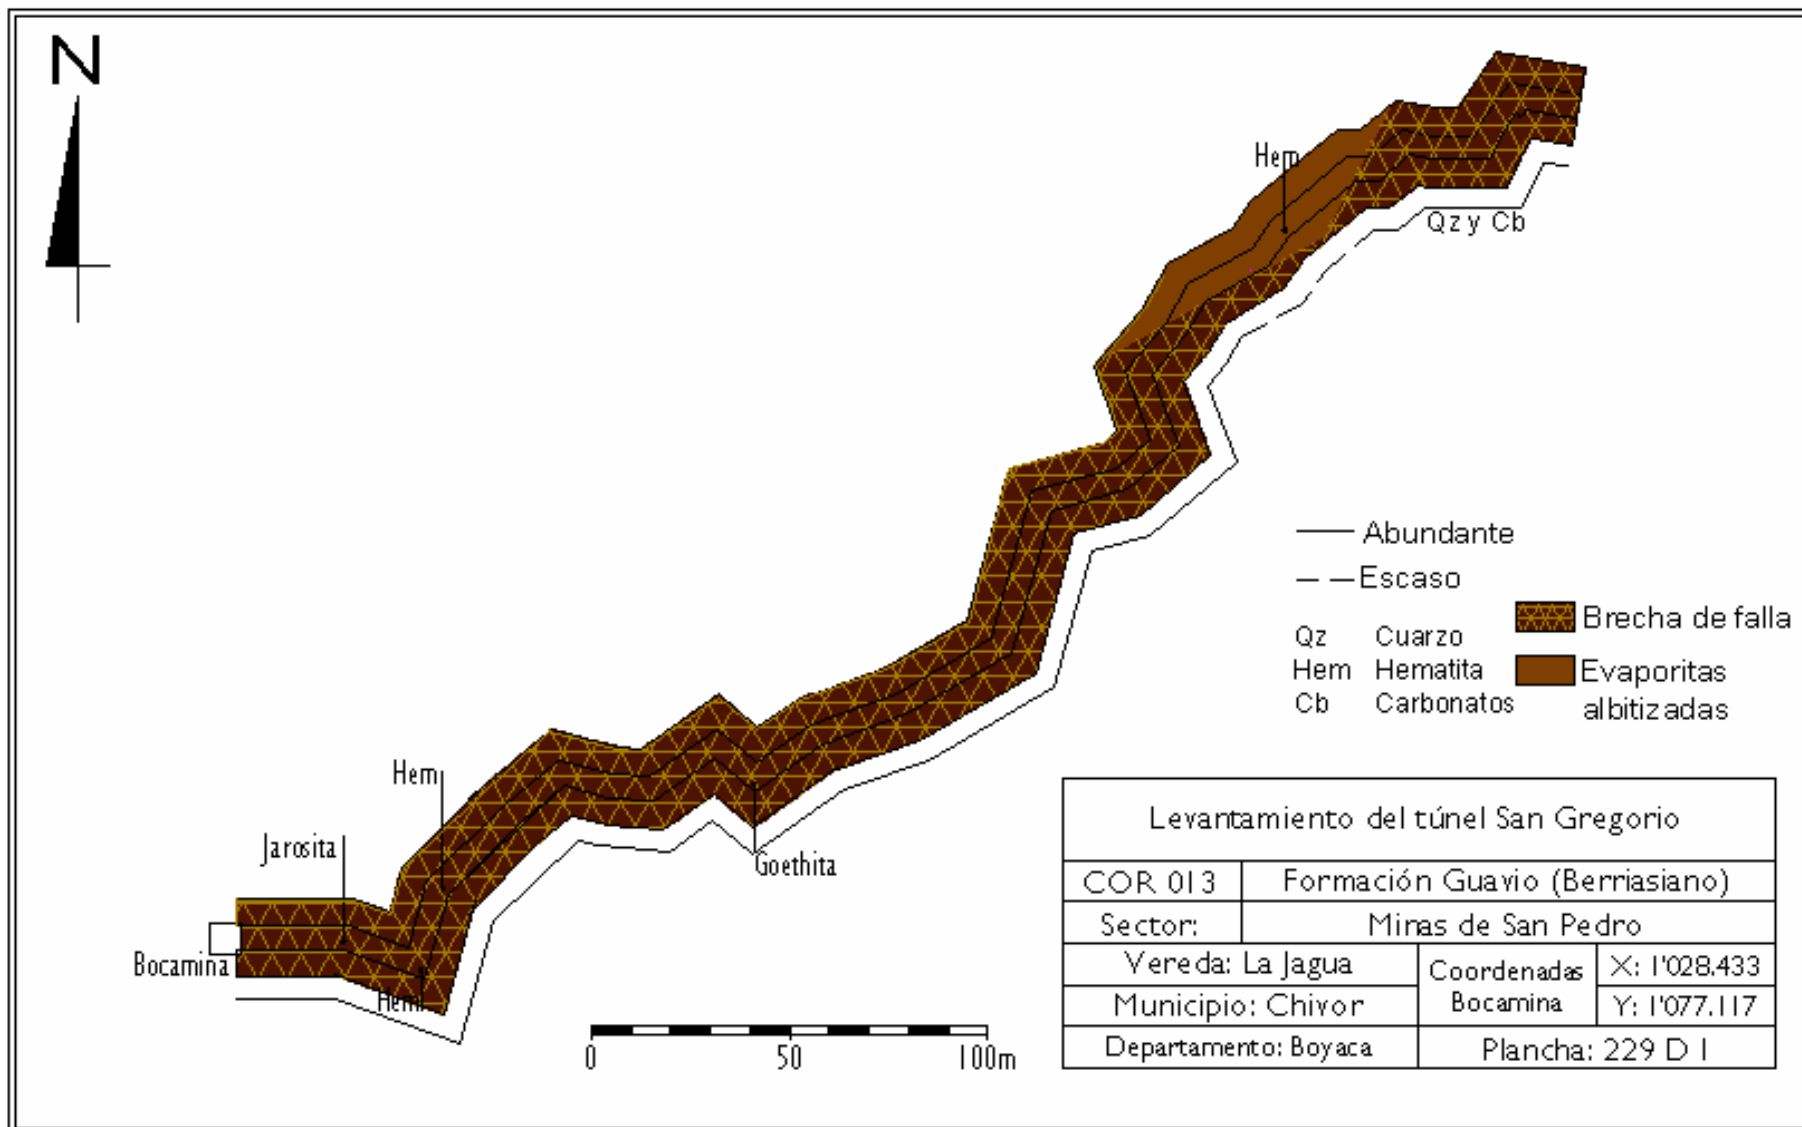 N
Hem
Qz y Cb
Abundante
Escaso
Qz Cuarzo
Hem Hematita
Cb Carbonatos
Brecha de falla
Evaporitas
albitizadas
Hem
Jarosita
Goethita
Bocamina
Hem
0 50 100m
Levantamiento del túnel San Gregorio
COR 013 Formación Guavio (Berriasiano)
Sector: Minas de San Pedro
Vereda: La Jagua
Municipio: Chivor
Coordenadas
Bocamina
X: 1'028.433
Y: 1'077.117
Departamento: Boyaca
Plancha: 229 D 1